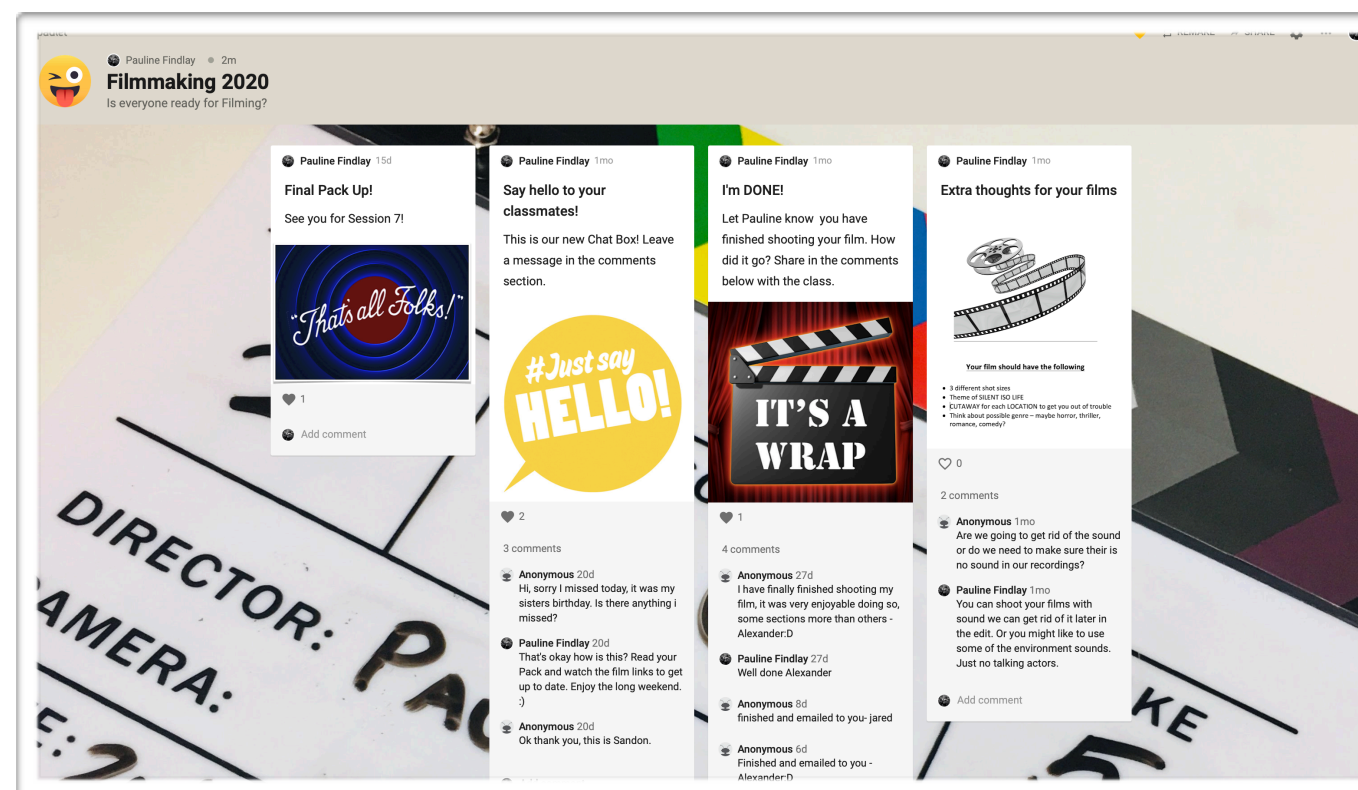 padlet
REMAKE SHARE
Pauline Findlay 2m
Filmmaking 2020
Is everyone ready for Filming?
Pauline Findlay 15d
Final Pack Up!
See you for Session 7!
"That's all Folks!"
1
Add comment
Pauline Findlay 1mo
Say hello to your
classmates!
This is our new Chat Box! Leave
a message in the comments
section.
#Just say
HELLO!
2
3 comments
Anonymous 20d
Hi, sorry I missed today, it was my
sisters birthday. Is there anything i
missed?
Pauline Findlay 20d
That's okay how is this? Read your
Pack and watch the film links to get
up to date. Enjoy the long weekend.
:)
Anonymous 20d
Ok thank you, this is Sandon.
Pauline Findlay 1mo
I'm DONE!
Let Pauline know you have
finished shooting your film. How
did it go? Share in the comments
below with the class.
IT'S A
WRAP
1
4 comments
Anonymous 27d
I have finally finished shooting my
film, it was very enjoyable doing so,
some sections more than others -
Alexander:D
Pauline Findlay 27d
Well done Alexander
Anonymous 8d
finished and emailed to you- jared
Anonymous 6d
Finished and emailed to you -
Alexander:D
Pauline Findlay 1mo
Extra thoughts for your films
Your film should have the following
• 3 different shot sizes
• Theme of SILENT ISO LIFE
• CUTAWAY for each LOCATION to get you out of trouble
• Think about possible genre – maybe horror, thriller,
romance, comedy?
0
2 comments
Anonymous 1mo
Are we going to get rid of the sound
or do we need to make sure their is
no sound in our recordings?
Pauline Findlay 1mo
You can shoot your films with
sound we can get rid of it later in
the edit. Or you might like to use
some of the environment sounds.
Just no talking actors.
Add comment
DIRECTOR:
AMERA:
KE
5